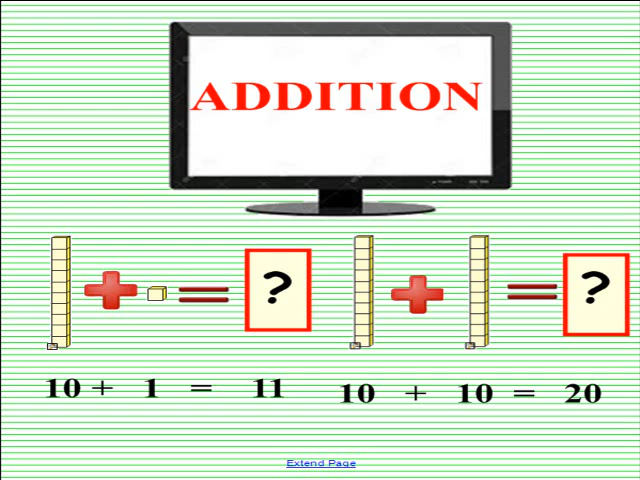 ADDITION
? ?
10 + 1 = 11 10 + 10 = 20
Extend Page